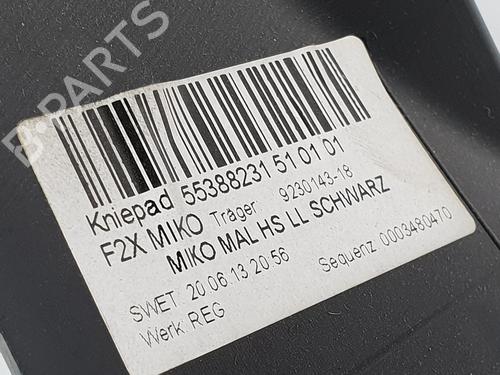 B-PARTS
Kniepad 55388231 51 01 01
F2X MIKO Träger 9230143-18
MIKO MAL HS LL SCHWARZ
SWET 20.06.13 20:56 Sequenz 0003480470
Werk REG